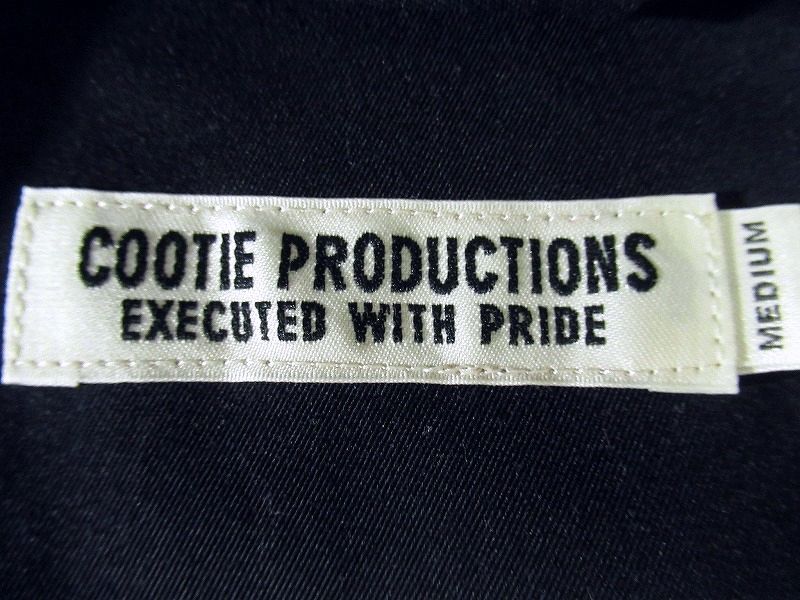 COOTIE PRODUCTIONS
EXECUTED WITH PRIDE
MEDIUM